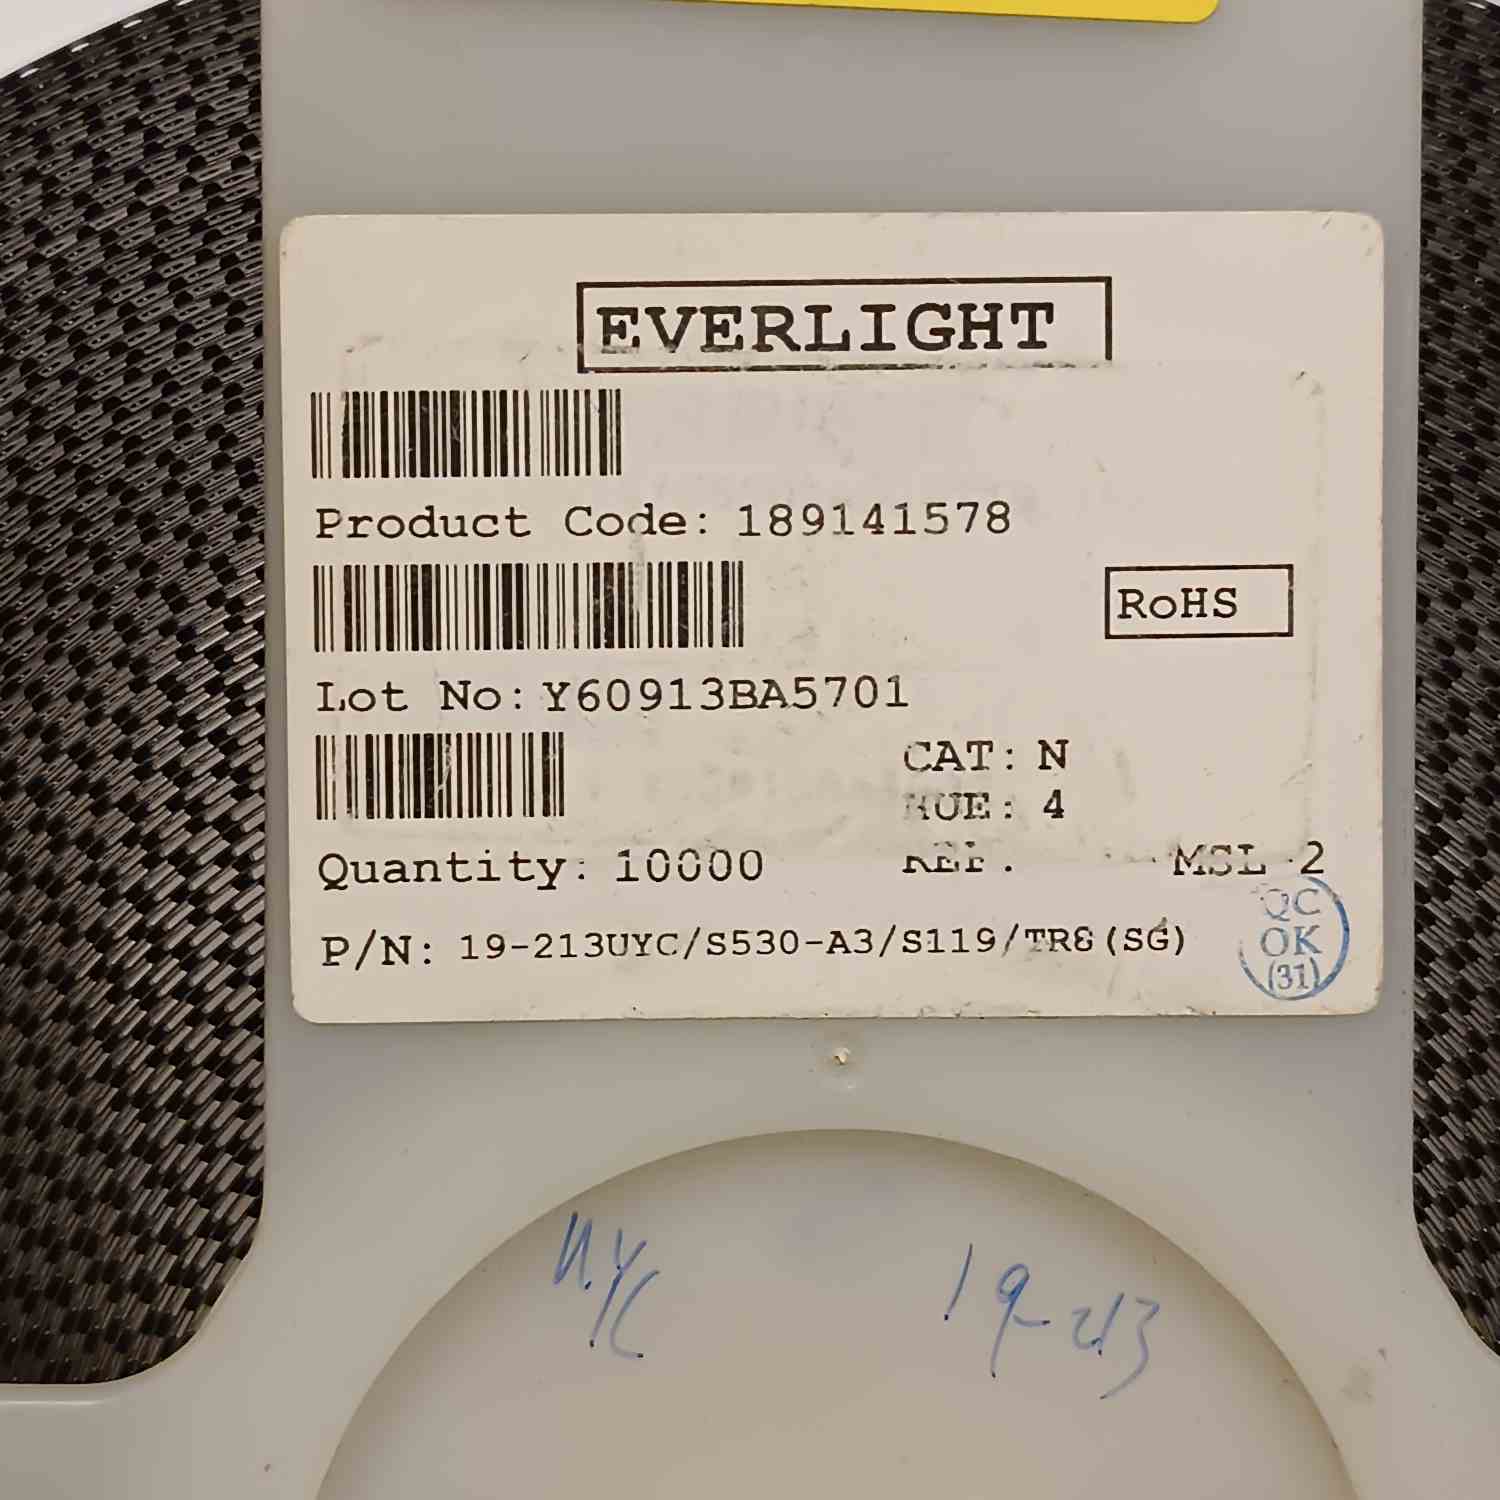 EVERLIGHT
Product Code: 189141578
RoHS
Lot No: Y60913BA5701
CAT: N
HUE: 4
Quantity: 10000
REF:
MSL 2
P/N: 19-213UYC/S530-A3/S119/TR8(SG)
QC
OK
(31)
UYC
19-213